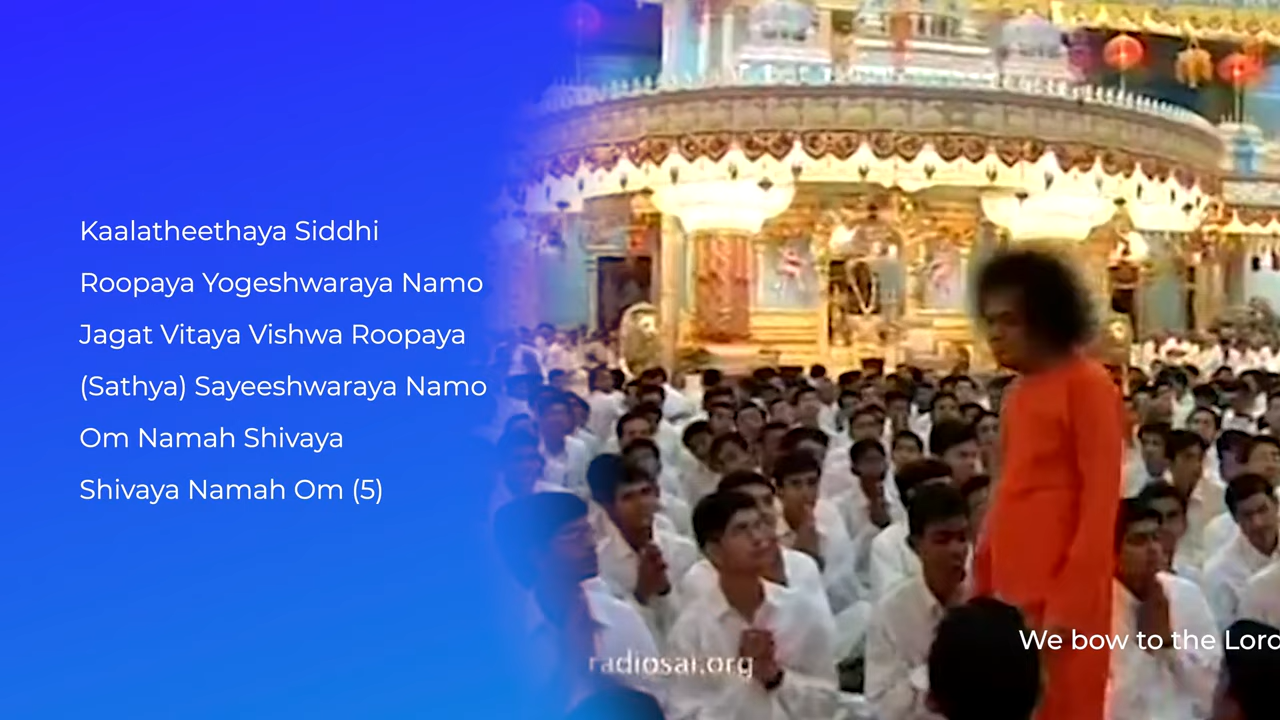 Kaalatheethaya Siddhi
Roopaya Yogeshwaraya Namo
Jagat Vitaya Vishwa Roopaya
(Sathya) Sayeeshwaraya Namo
Om Namah Shivaya
Shivaya Namah Om (5)
We bow to the Lord
radiosai.org